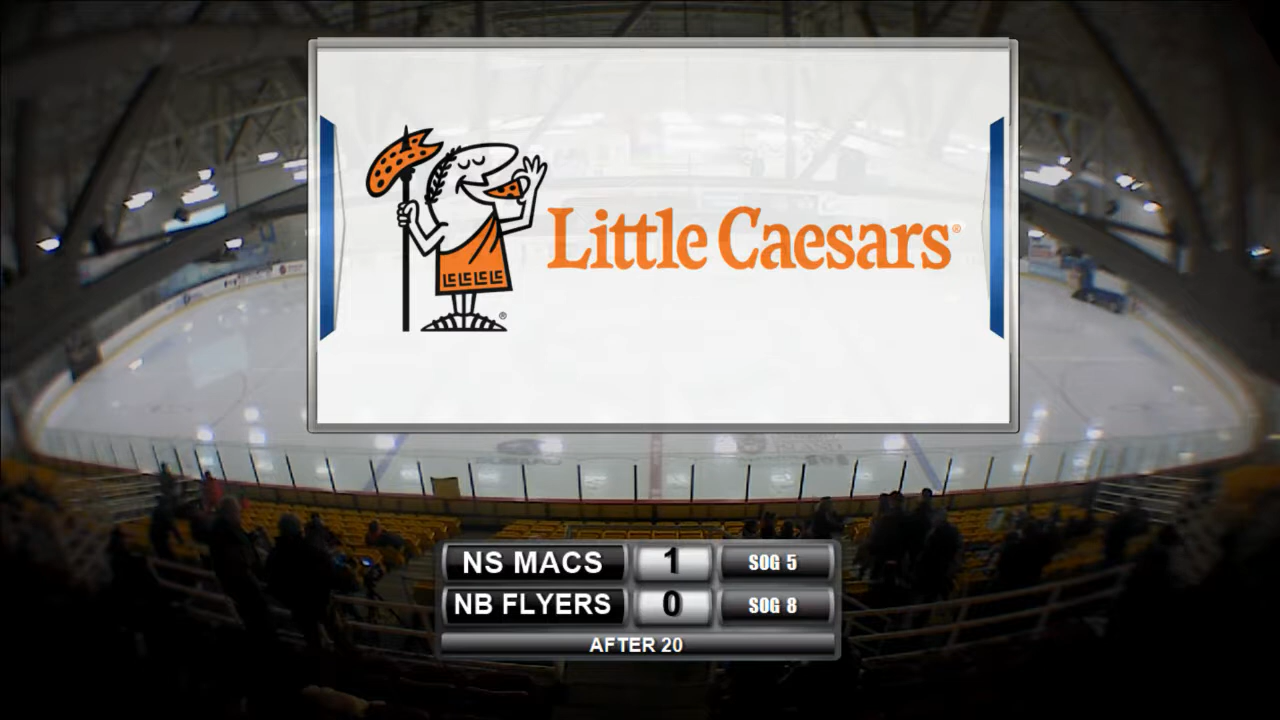 Little Caesars®
®
NS MACS 1 SOG 5
NB FLYERS 0 SOG 8
AFTER 20